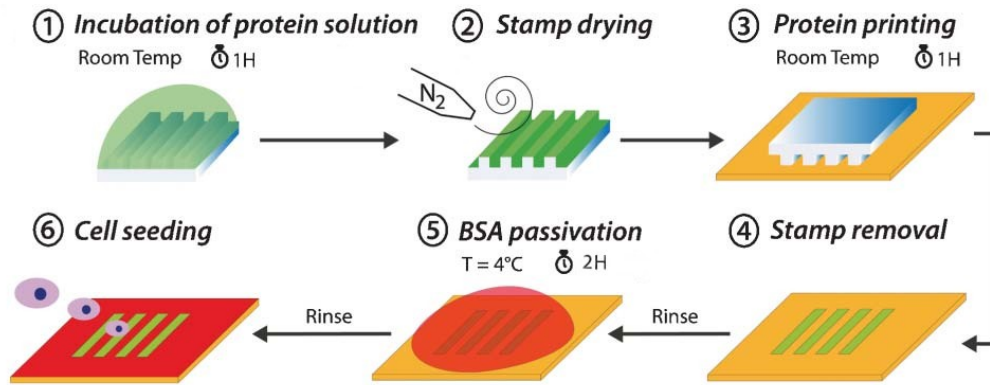 ① Incubation of protein solution
Room Temp 1H
② Stamp drying
N₂
③ Protein printing
Room Temp 1H
④ Stamp removal
Rinse
⑤ BSA passivation
T = 4°C 2H
Rinse
⑥ Cell seeding